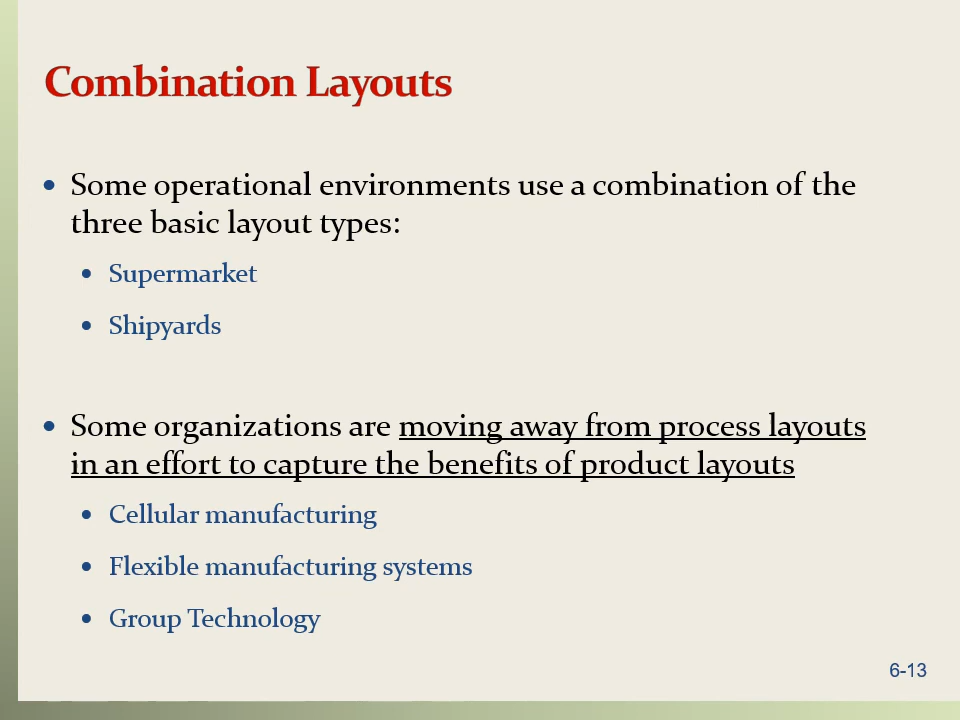 Combination Layouts
• Some operational environments use a combination of the
three basic layout types:
• Supermarket
• Shipyards
• Some organizations are moving away from process layouts
in an effort to capture the benefits of product layouts
• Cellular manufacturing
• Flexible manufacturing systems
• Group Technology
6-13